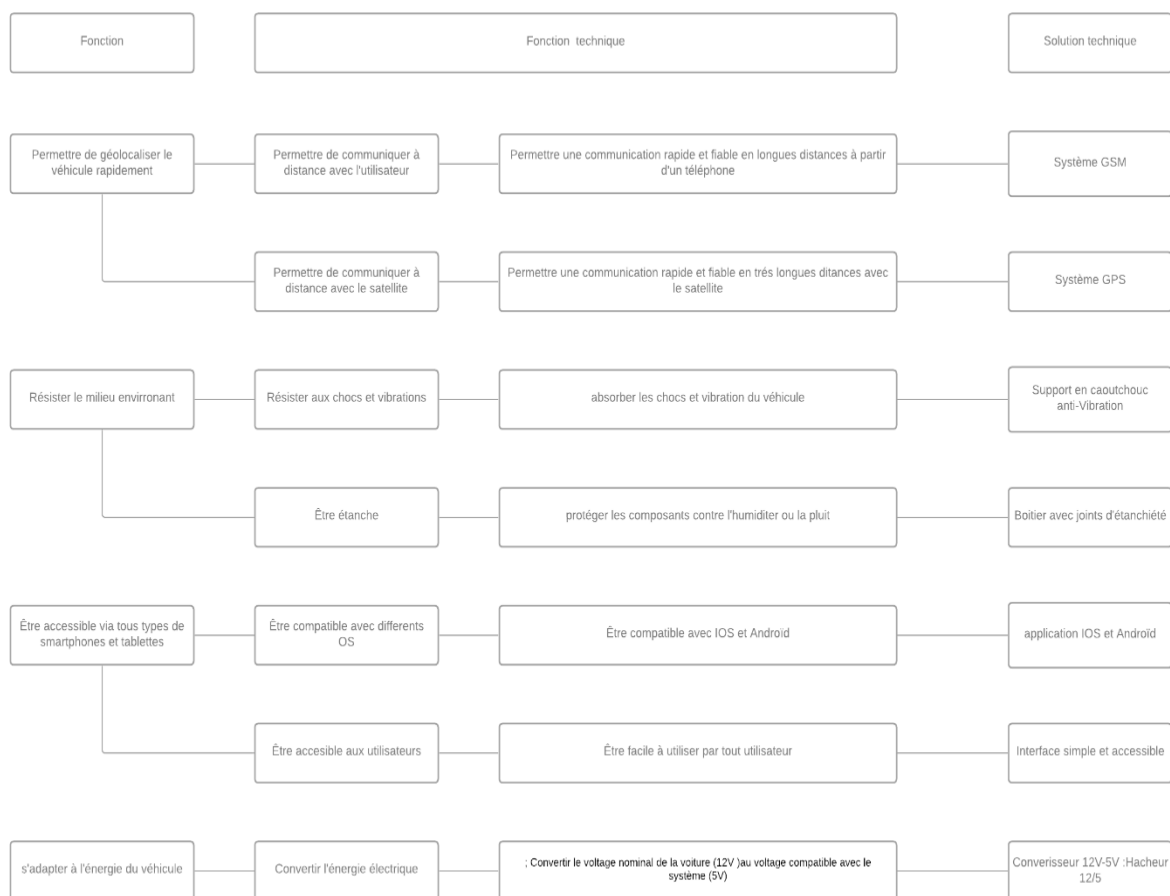 Fonction
Fonction technique
Solution technique
Permettre de géolocaliser le
véhicule rapidement
Permettre de communiquer à
distance avec l'utilisateur
Permettre une communication rapide et fiable en longues distances à partir
d'un téléphone
Système GSM
Permettre de communiquer à
distance avec le satellite
Permettre une communication rapide et fiable en trés longues ditances avec
le satellite
Système GPS
Résister le milieu envirronant
Résister aux chocs et vibrations
absorber les chocs et vibration du véhicule
Support en caoutchouc
anti-Vibration
Être étanche
protéger les composants contre l'humiditer ou la pluit
Boitier avec joints d'étanchiété
Être accessible via tous types de
smartphones et tablettes
Être compatible avec differents
OS
Être compatible avec IOS et Androïd
application IOS et Androïd
Être accesible aux utilisateurs
Être facile à utiliser par tout utilisateur
Interface simple et accessible
s'adapter à l'énergie du véhicule
Convertir l'énergie électrique
; Convertir le voltage nominal de la voiture (12V )au voltage compatible avec le
système (5V)
Converisseur 12V-5V :Hacheur
12/5